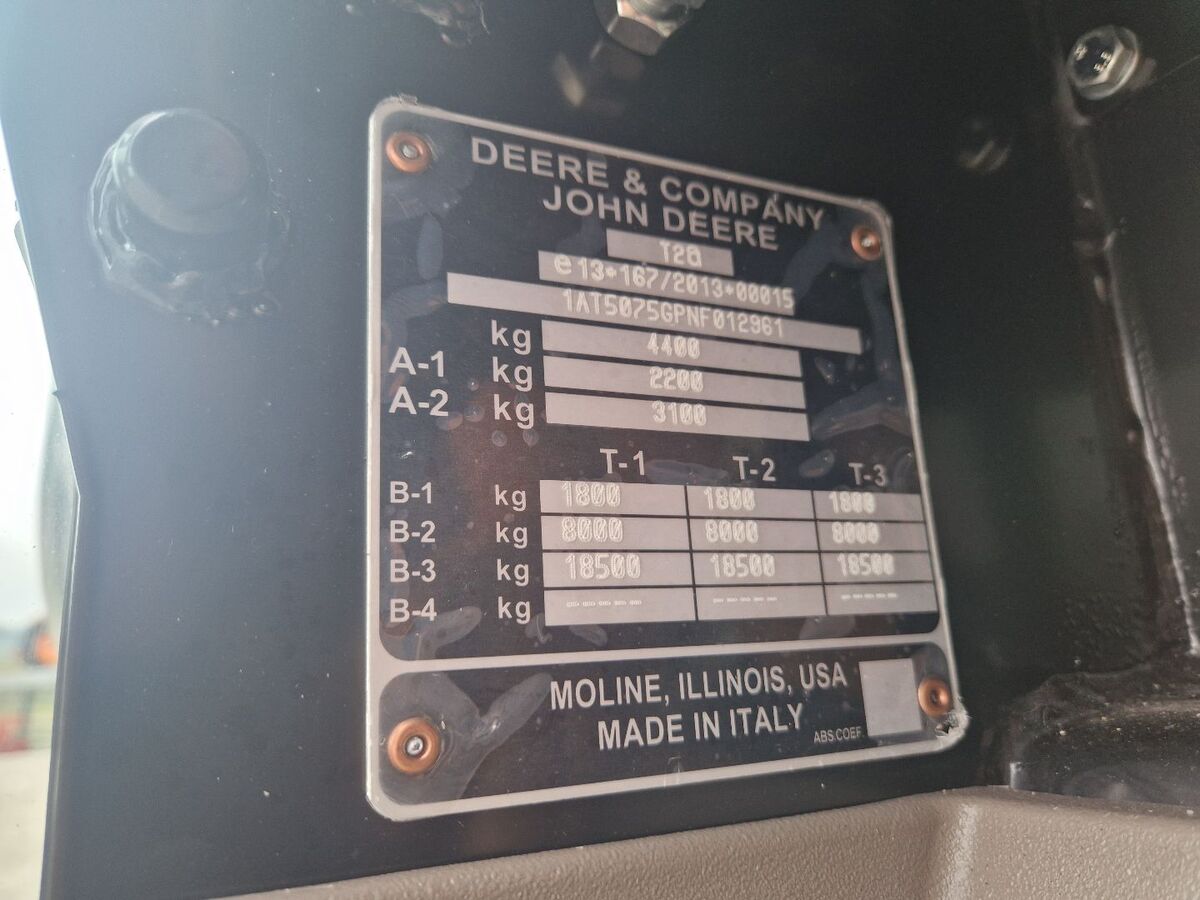 DEERE & COMPANY
JOHN DEERE
T2a
e13*167/2013*00015
1AT5075GPNF012961
kg 4400
A-1 kg 2200
A-2 kg 3100
T-1 T-2 T-3
B-1 kg 1800 1800 1800
B-2 kg 8000 8000 8000
B-3 kg 18500 18500 18500
B-4 kg ----- ----- -----
MOLINE, ILLINOIS, USA
MADE IN ITALY
ABS.COEF.